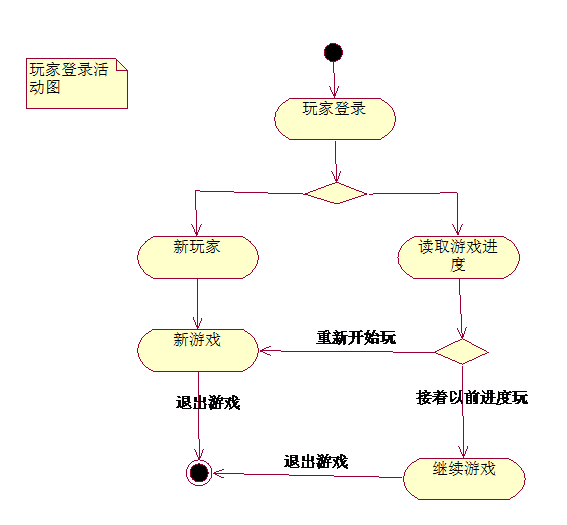 玩家登录活
动图
玩家登录
新玩家
读取游戏进
度
新游戏
重新开始玩
退出游戏
接着以前进度玩
退出游戏
继续游戏